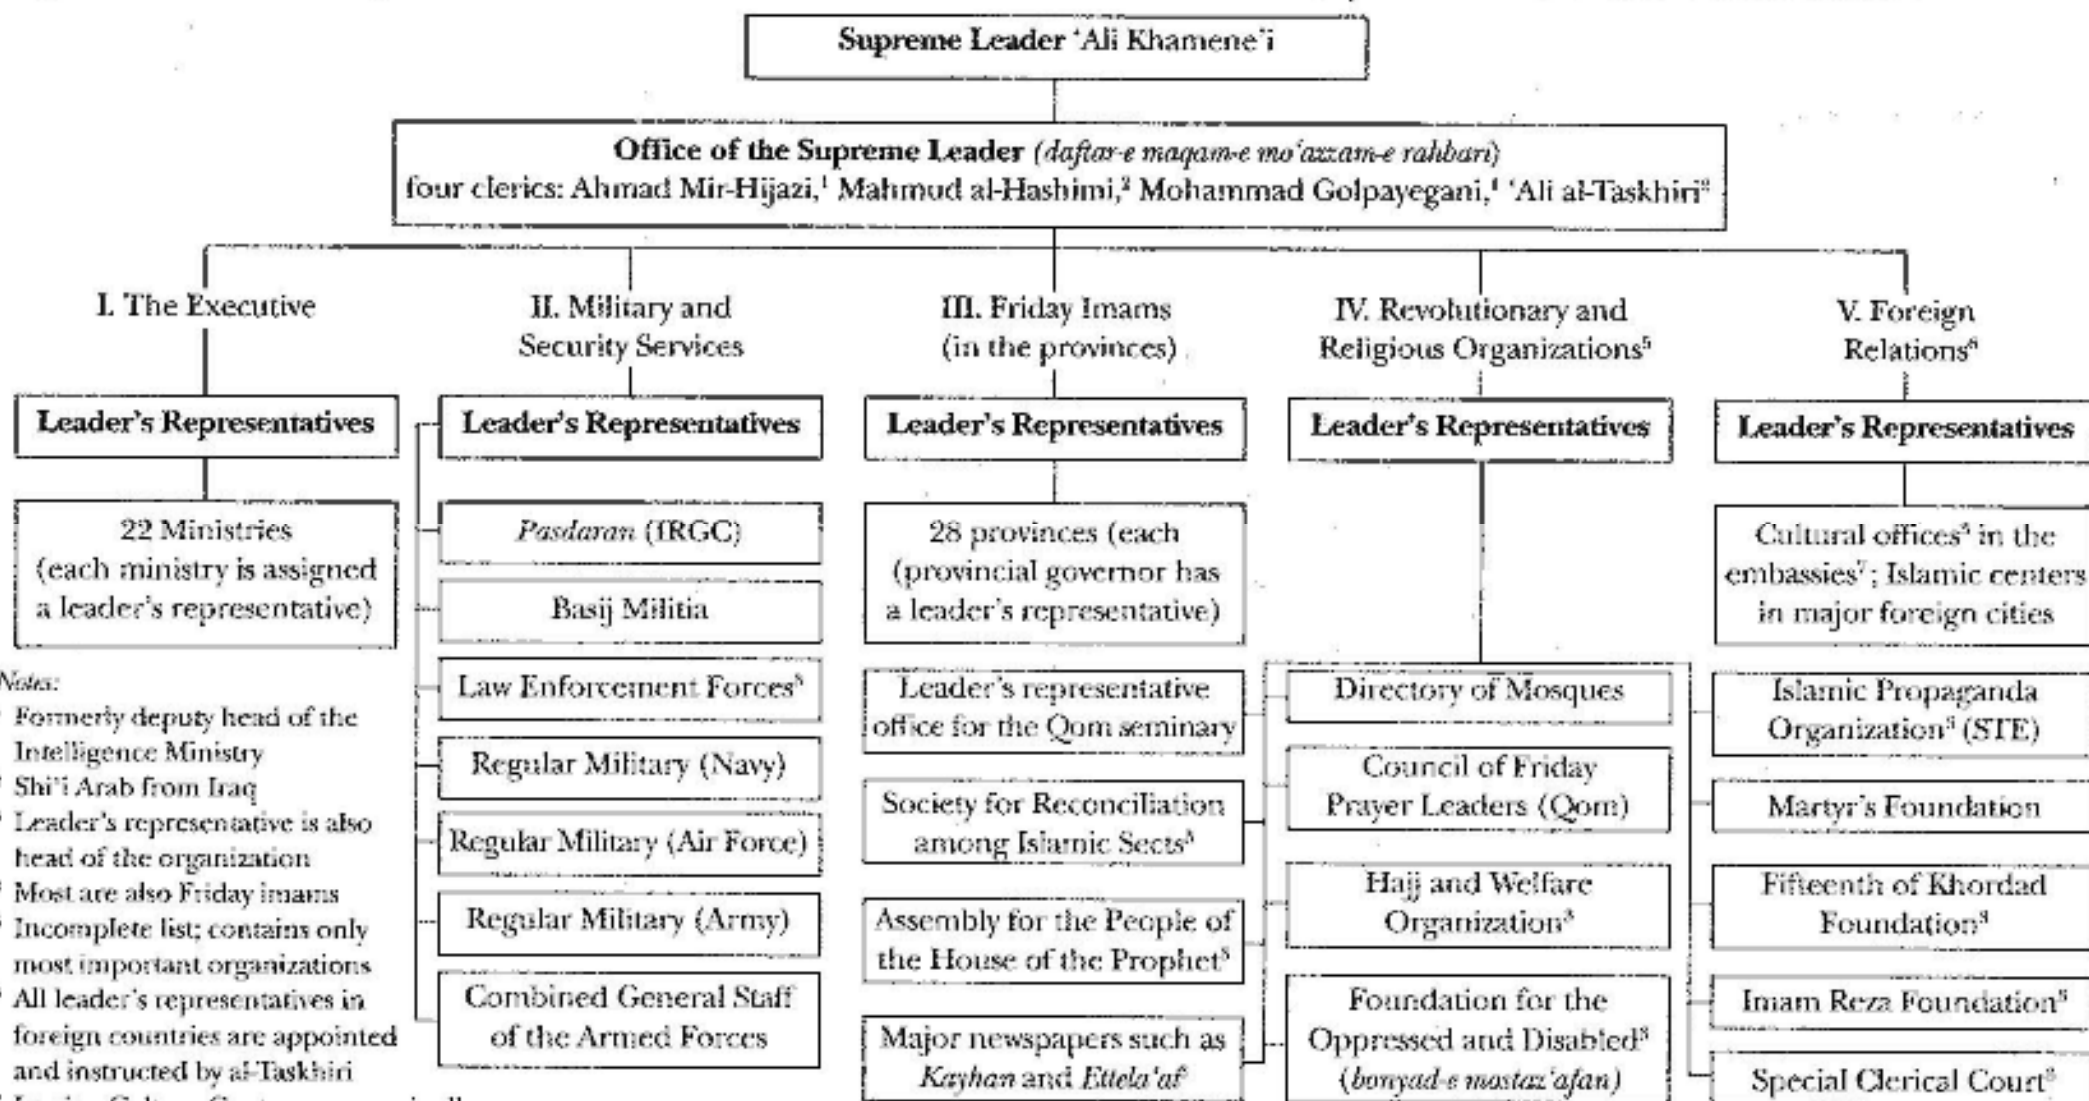 Supreme Leader ‘Ali Khamene’i
Office of the Supreme Leader (daftar-e maqam-e mo‘azzam-e rahbari)
four clerics: Ahmad Mir-Hijazi,¹ Mahmud al-Hashimi,² Mohammad Golpayegani,¹ ‘Ali al-Taskhiri²
I. The Executive
II. Military and
Security Services
III. Friday Imams
(in the provinces)
IV. Revolutionary and
Religious Organizations⁵
V. Foreign
Relations⁶
Leader’s Representatives
Leader’s Representatives
Leader’s Representatives
Leader’s Representatives
Leader’s Representatives
22 Ministries
(each ministry is assigned
a leader’s representative)
Pasdaran (IRGC)
Basij Militia
Law Enforcement Forces³
Regular Military (Navy)
Regular Military (Air Force)
Regular Military (Army)
Combined General Staff
of the Armed Forces
28 provinces (each
(provincial governor has
a leader’s representative)
Leader’s representative
office for the Qom seminary
Society for Reconciliation
among Islamic Sects³
Assembly for the People of
the House of the Prophet³
Major newspapers such as
Kayhan and Ettela‘at³
Directory of Mosques
Council of Friday
Prayer Leaders (Qom)
Hajj and Welfare
Organization³
Foundation for the
Oppressed and Disabled³
(bonyad-e mostaz‘afan)
Cultural offices³ in the
embassies⁷; Islamic centers
in major foreign cities
Islamic Propaganda
Organization³ (STE)
Martyr’s Foundation
Fifteenth of Khordad
Foundation³
Imam Reza Foundation³
Special Clerical Court³
Notes:
Formerly deputy head of the
Intelligence Ministry
Shi‘i Arab from Iraq
Leader’s representative is also
head of the organization
Most are also Friday imams
Incomplete list; contains only
most important organizations
All leader’s representatives in
foreign countries are appointed
and instructed by al-Taskhiri